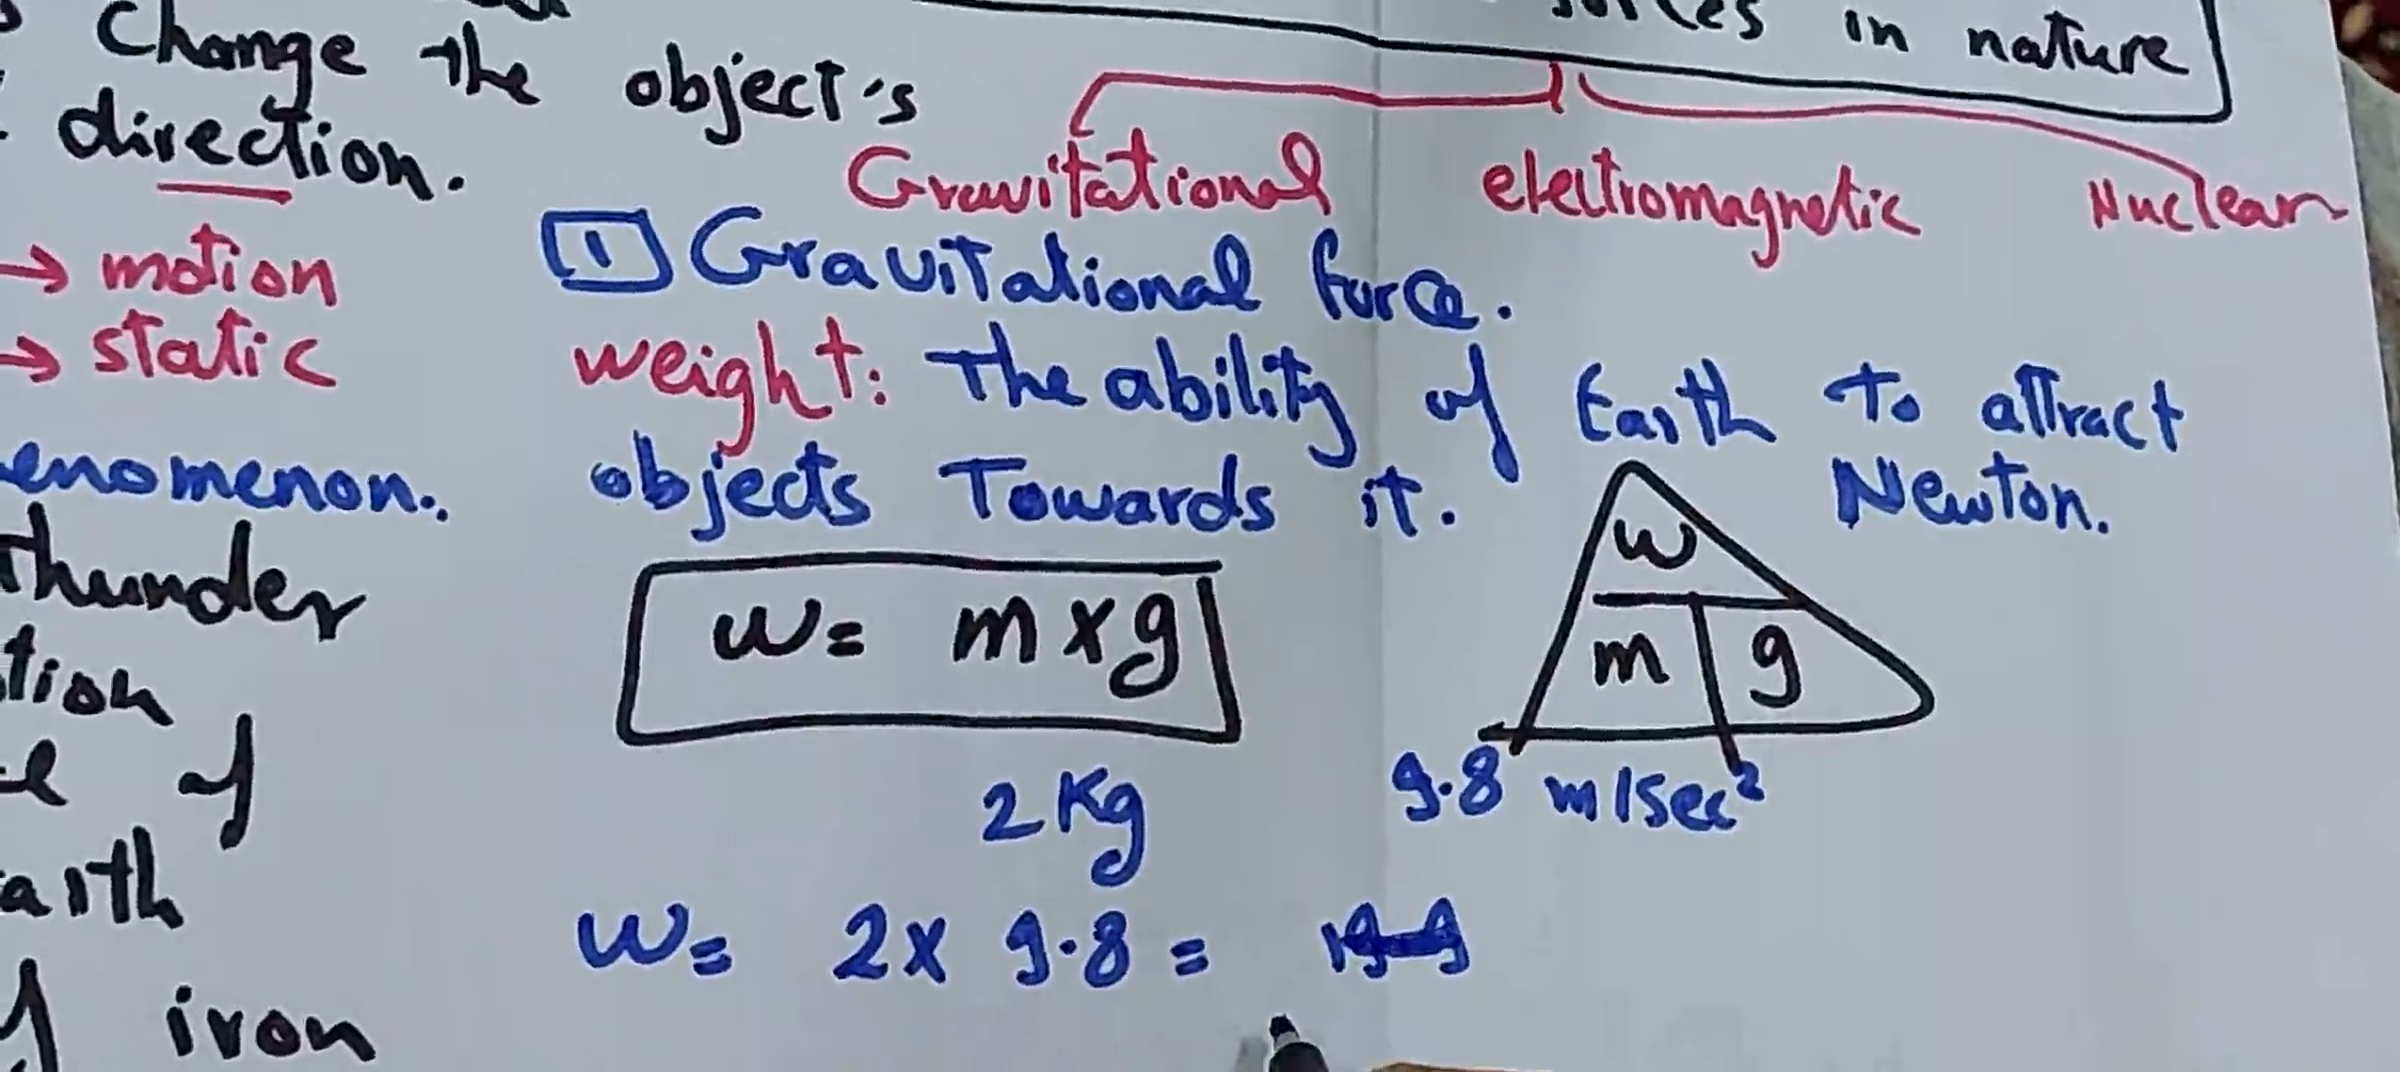 in nature
Change the object's
direction.
Gravitational electromagnetic Nuclear
→ motion
→ static
1 Gravitational force.
weight: The ability of Earth to attract
objects Towards it. Newton.
enomenon.
thunder
tion
of
iron
w= m x g
w
m g
2 Kg
9.8 m/sec²
w= 2 x 9.8 =